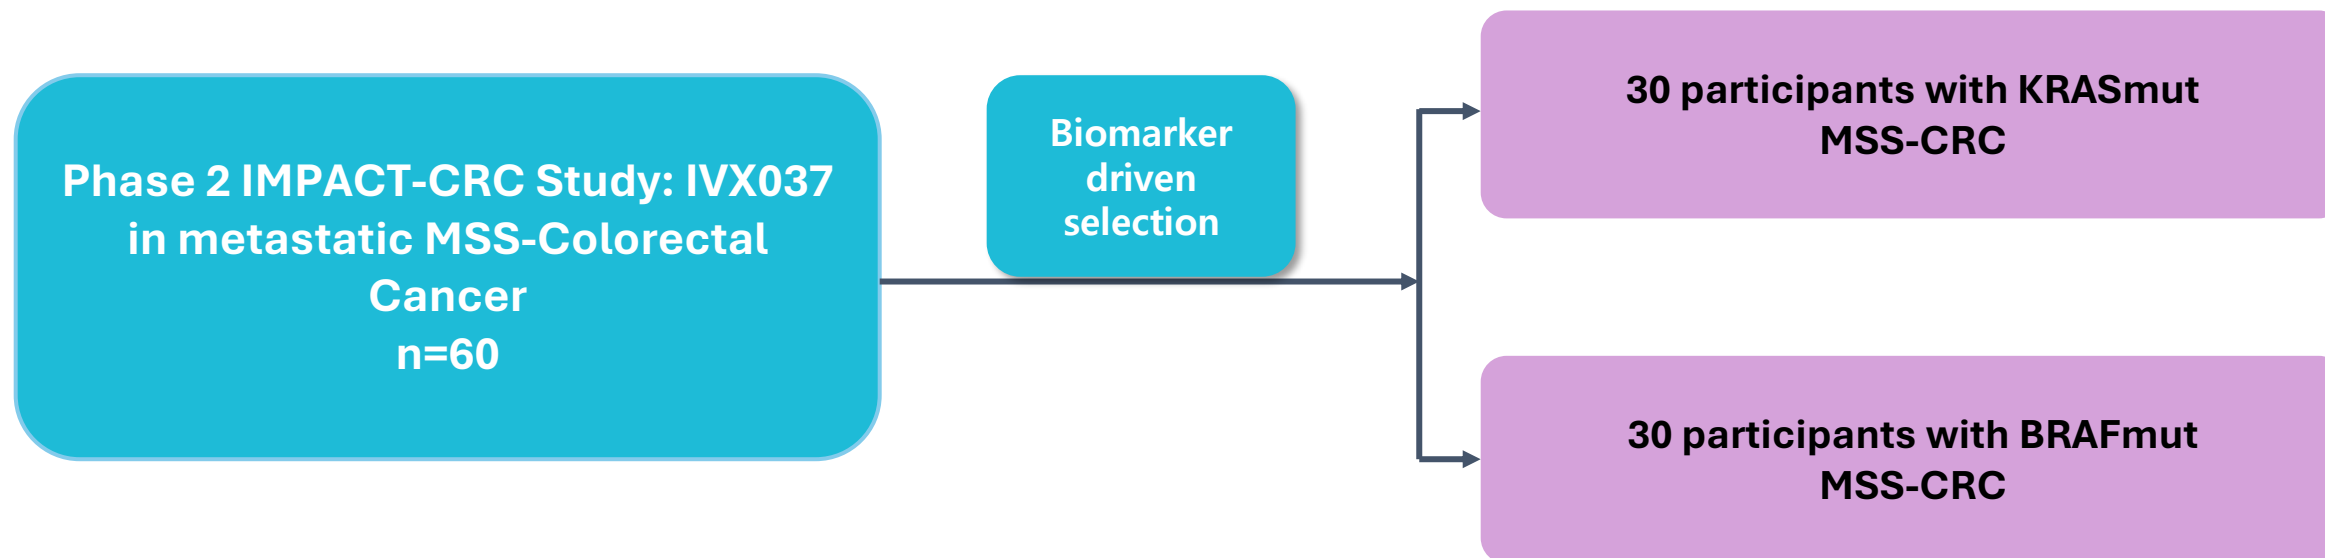 Phase 2 IMPACT-CRC Study: IVX037
in metastatic MSS-Colorectal
Cancer
n=60
Biomarker
driven
selection
30 participants with KRASmut
MSS-CRC
30 participants with BRAFmut
MSS-CRC